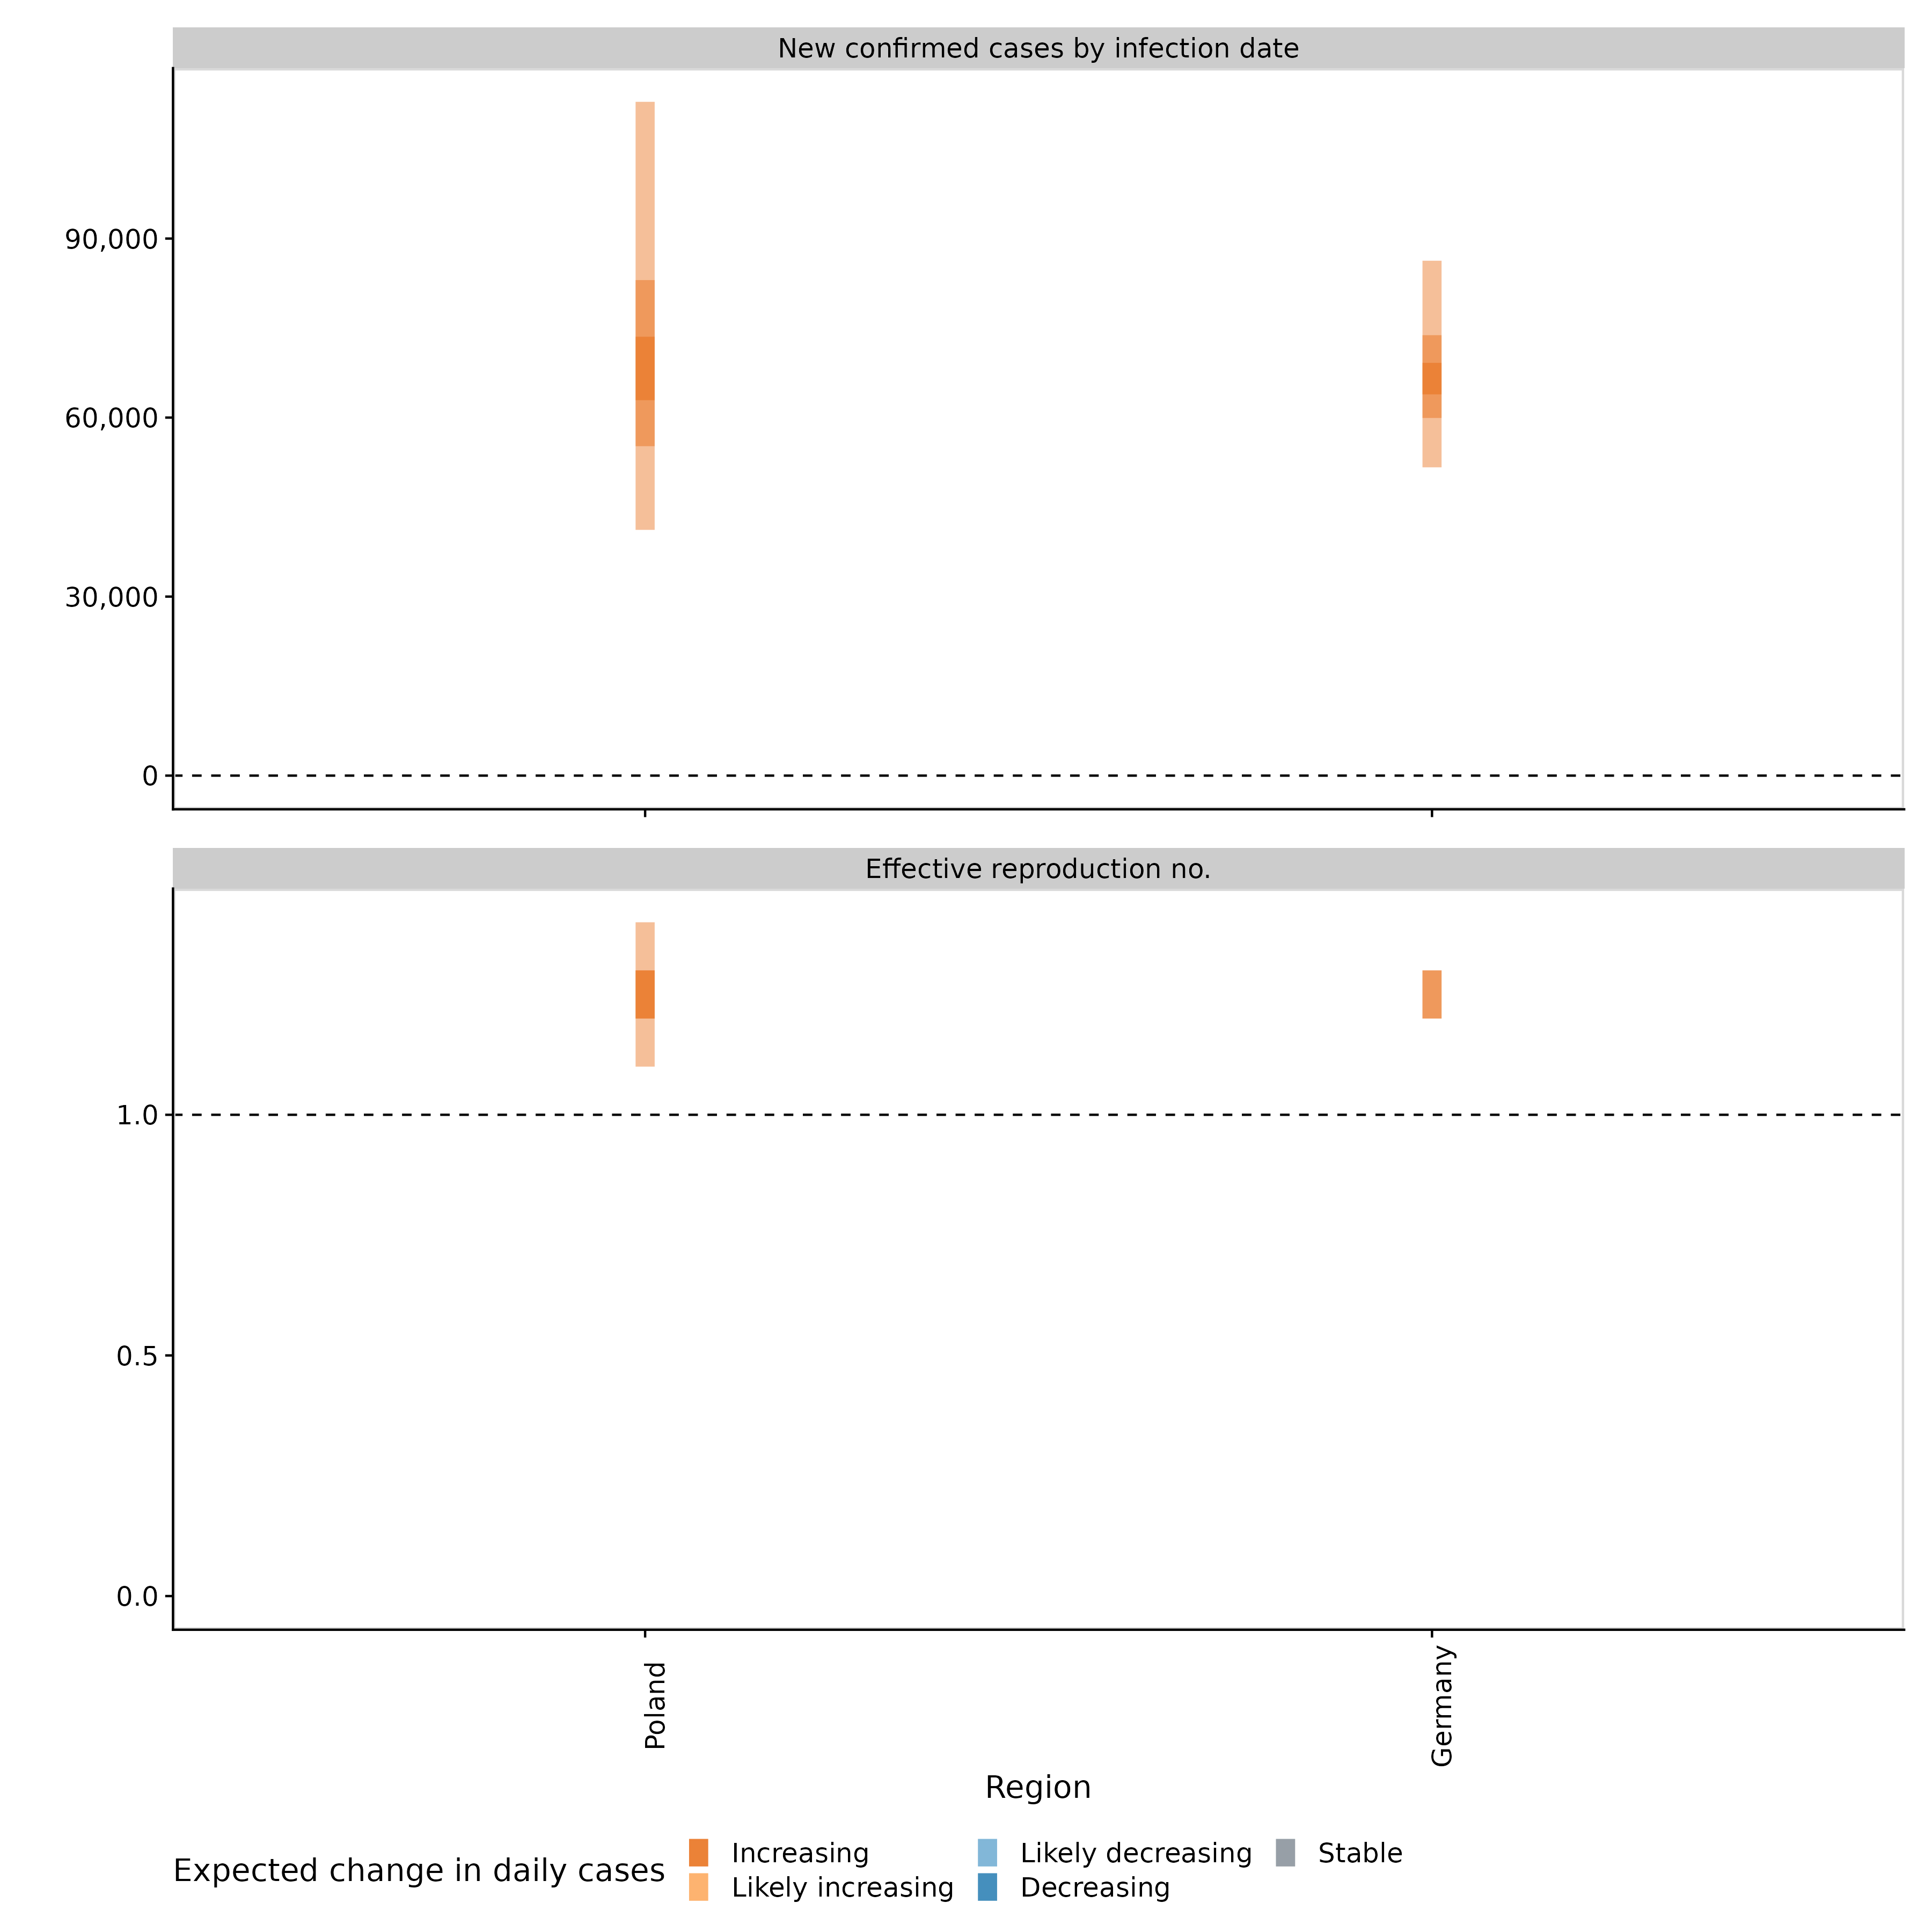 New confirmed cases by infection date
90,000
60,000
30,000
0
Effective reproduction no.
1.0
0.5
0.0
Poland
Germany
Region
Expected change in daily cases
Increasing
Likely increasing
Likely decreasing
Decreasing
Stable